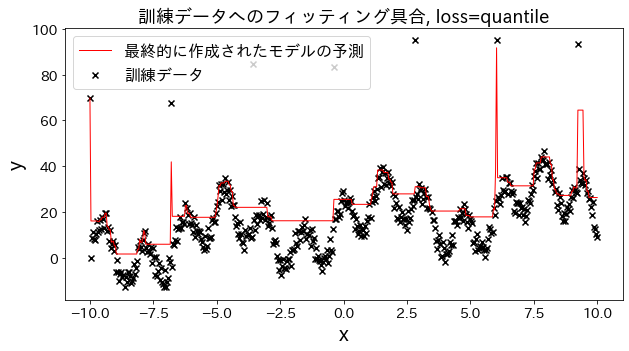 訓練データへのフィッティング具合, loss=quantile
最終的に作成されたモデルの予測
訓練データ
y
100
80
60
40
20
0
-10.0 -7.5 -5.0 -2.5 0.0 2.5 5.0 7.5 10.0
x